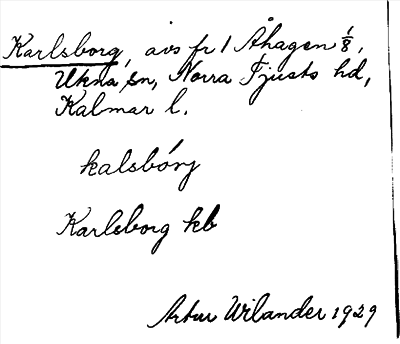 Karlsborg, avs fr 1 Åhagen 1/8,
Ukna sn, Norra Tjusts hd,
Kalmar l.
kalsbórj
Karlsborg kb
Artur Wilander 1929